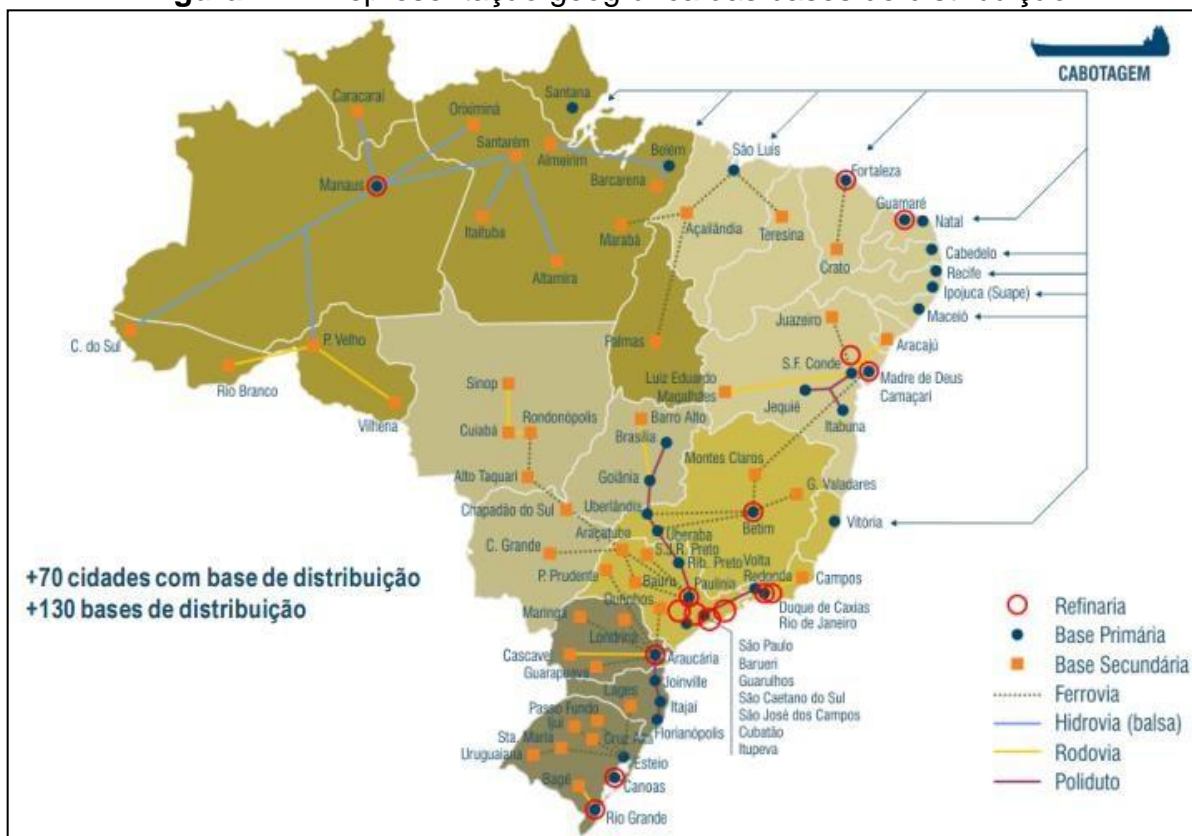 CABOTAGEM
Santana
Caracaraí
Oriximiná
Santarém
Almeirim
Belém
São Luís
Barcarena
Fortaleza
Manaus
Guamaré
Natal
Itaituba
Marabá
Açailândia
Teresina
Crato
Cabedelo
Recife
Altamira
Ipojuca (Suape)
Juazeiro
Maceió
C. do Sul
P. Velho
Palmas
Aracajú
Rio Branco
S.F. Conde
Sinop
Luiz Eduardo
Magalhães
Madre de Deus
Camaçari
Vilhena
Rondonópolis
Barro Alto
Jequié
Itabuna
Cuiabá
Brasília
Montes Claros
Alto Taquari
Goiânia
G. Valadares
Chapadão do Sul
Uberlândia
Betim
Vitória
Araçatuba
Uberaba
C. Grande
S.J.R. Preto
Rib. Preto
Volta
Redonda
+70 cidades com base de distribuição
+130 bases de distribuição
P. Prudente
Bauru
Paulínia
Campos
Ourinhos
Duque de Caxias
Rio de Janeiro
Maringá
Londrina
São Paulo
Barueri
Guarulhos
São Caetano do Sul
São José dos Campos
Cubatão
Itupeva
Cascavel
Guarapuava
Araucária
Joinville
Lages
Itajaí
Passo Fundo
Ijuí
Florianópolis
Sta. Maria
Cruz Alta
Uruguaiana
Esteio
Bagé
Canoas
Rio Grande
Refinaria
Base Primária
Base Secundária
Ferrovia
Hidrovia (balsa)
Rodovia
Poliduto